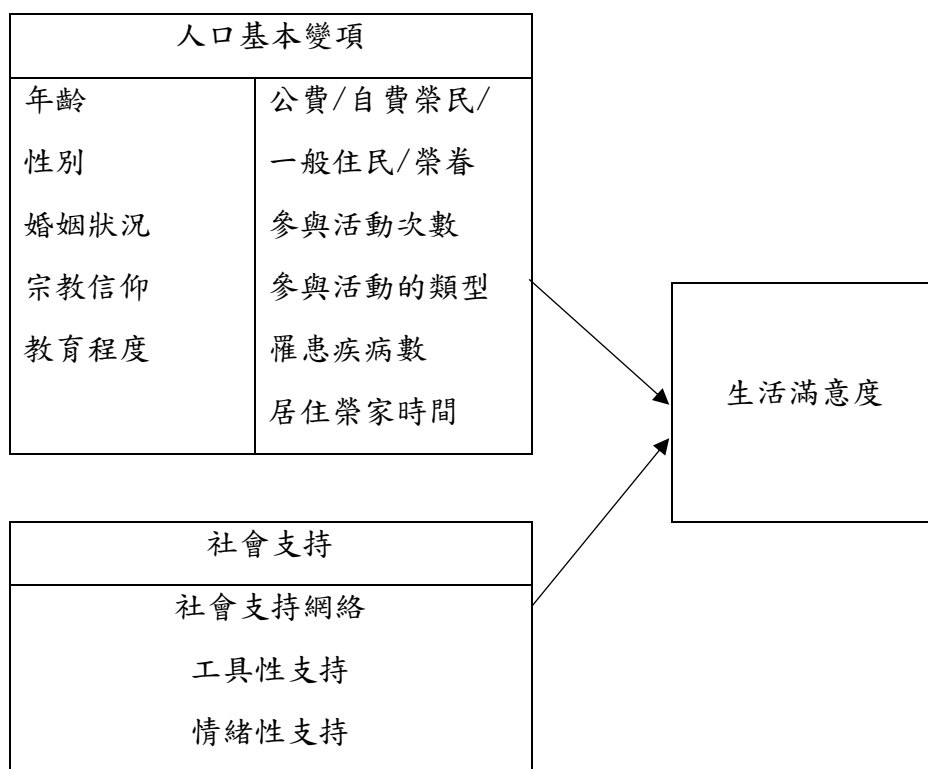 人口基本變項
年齡
性別
婚姻狀況
宗教信仰
教育程度
公費/自費榮民/
一般住民/榮眷
參與活動次數
參與活動的類型
罹患疾病數
居住榮家時間
生活滿意度
社會支持
社會支持網絡
工具性支持
情緒性支持